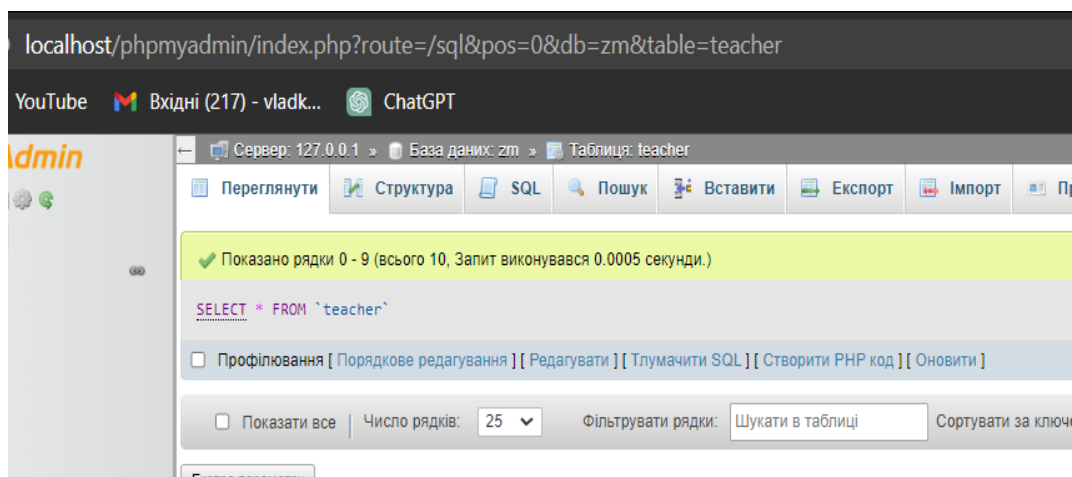 localhost/phpmyadmin/index.php?route=/sql&pos=0&db=zm&table=teacher
YouTube Вхідні (217) - vladk... ChatGPT
Admin
← Сервер: 127.0.0.1 » База даних: zm » Таблиця: teacher
Переглянути Структура SQL Пошук Вставити Експорт Імпорт Пр
Показано рядки 0 - 9 (всього 10, Запит виконувався 0.0005 секунди.)
SELECT * FROM `teacher`
Профілювання [ Порядкове редагування ] [ Редагувати ] [ Тлумачити SQL ] [ Створити PHP код ] [ Оновити ]
Показати все | Число рядків: 25 Фільтрувати рядки: Шукати в таблиці Сортувати за ключе